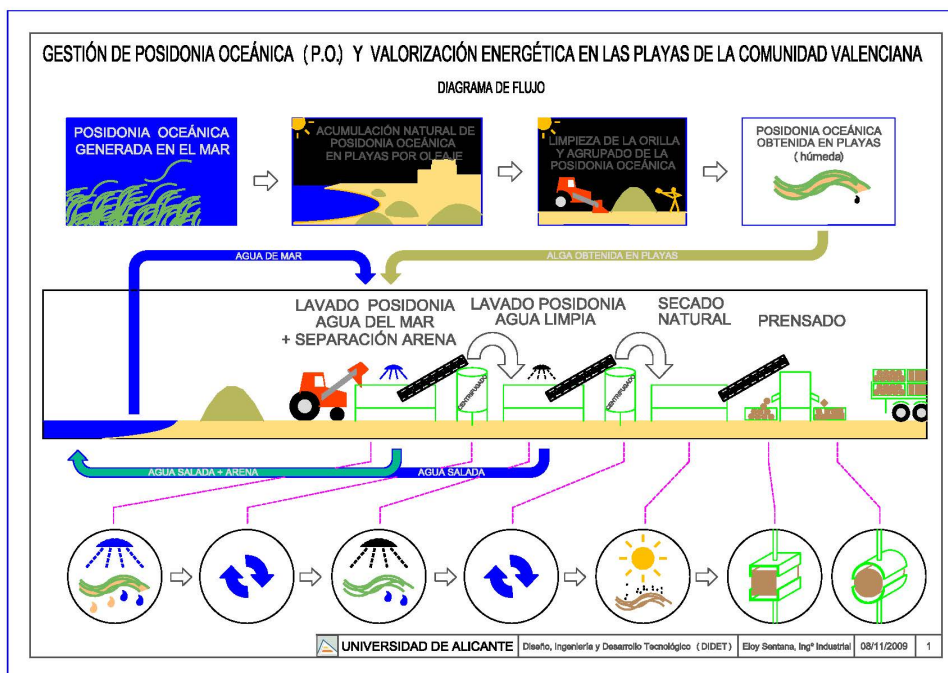 GESTIÓN DE POSIDONIA OCEÁNICA (P.O.) Y VALORIZACIÓN ENERGÉTICA EN LAS PLAYAS DE LA COMUNIDAD VALENCIANA
DIAGRAMA DE FLUJO
POSIDONIA OCEÁNICA
GENERADA EN EL MAR
ACUMULACIÓN NATURAL DE
POSIDONIA OCEÁNICA
EN PLAYAS POR OLEAJE
LIMPIEZA DE LA ORILLA
Y AGRUPADO DE LA
POSIDONIA OCEÁNICA
POSIDONIA OCEÁNICA
OBTENIDA EN PLAYAS
(húmeda)
AGUA DE MAR
ALGA OBTENIDA EN PLAYAS
LAVADO POSIDONIA
AGUA DEL MAR
+ SEPARACIÓN ARENA
LAVADO POSIDONIA
AGUA LIMPIA
SECADO
NATURAL
PRENSADO
CENTRIFUGADO
CENTRIFUGADO
AGUA SALADA + ARENA
AGUA SALADA
UNIVERSIDAD DE ALICANTE
Diseño, Ingeniería y Desarrollo Tecnológico (DIDET)
Eloy Sentana, Ingº Industrial
08/11/2009
1